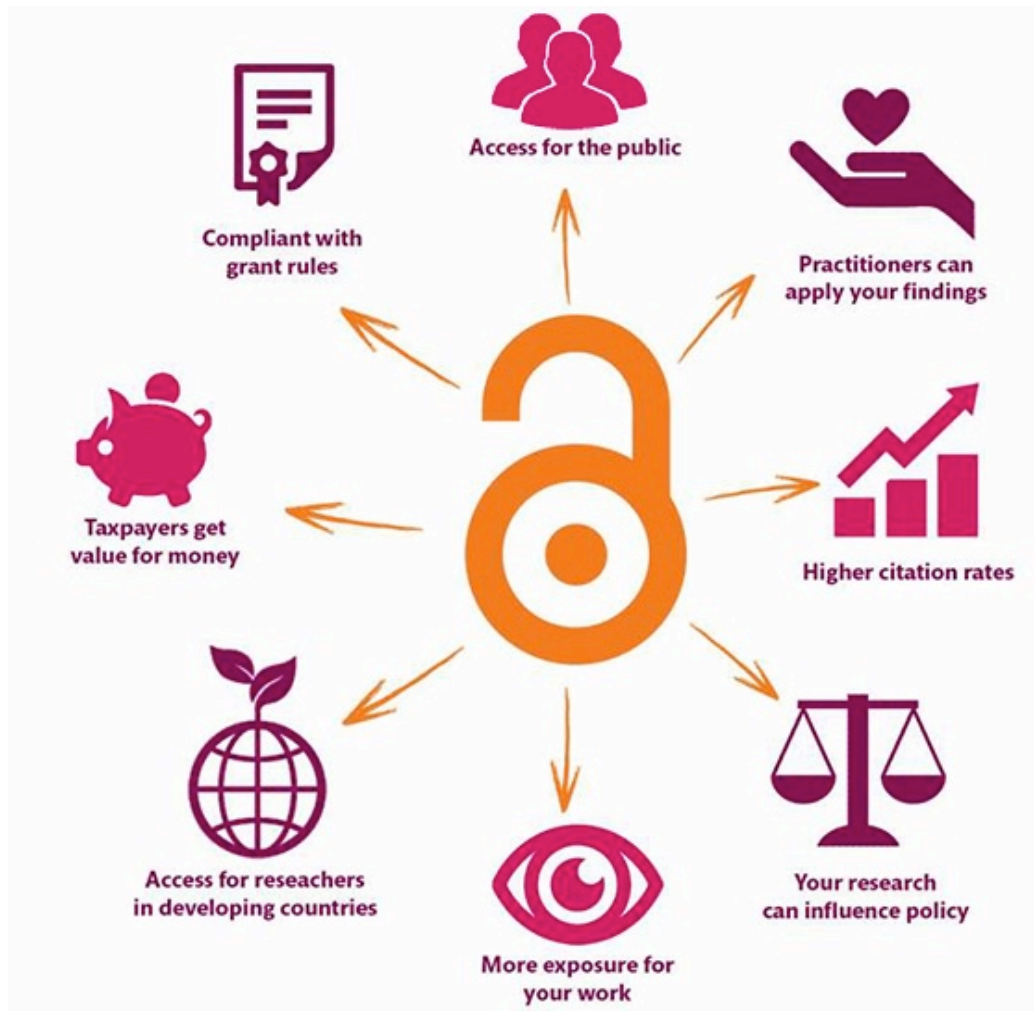 Access for the public
Compliant with
grant rules
Practitioners can
apply your findings
Taxpayers get
value for money
Higher citation rates
Access for reseachers
in developing countries
Your research
can influence policy
More exposure for
your work